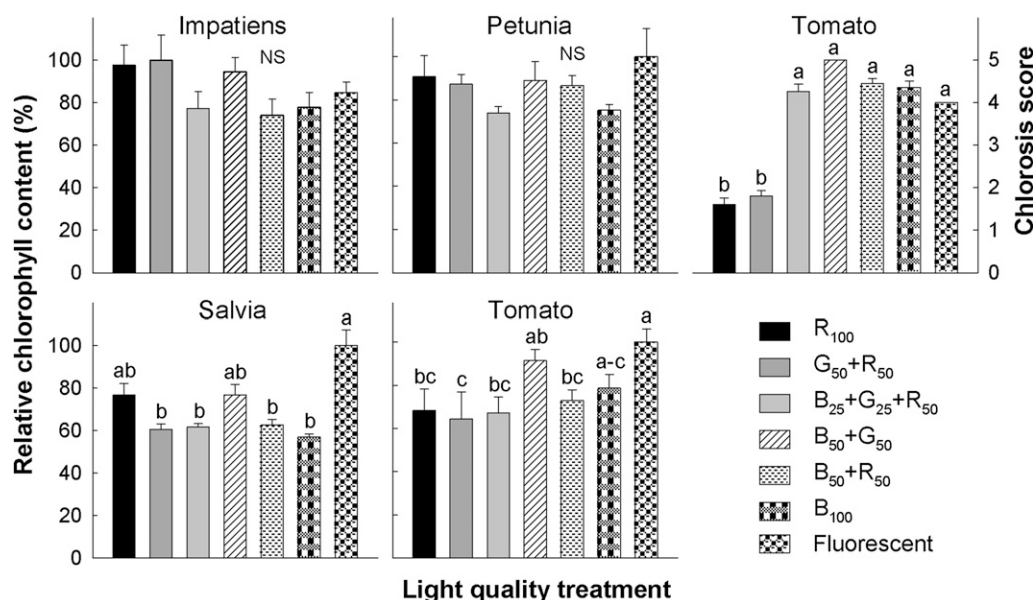 Impatiens
Petunia
Tomato
Relative chlorophyll content (%)
100
80
60
40
20
0
NS
NS
b
b
a
a
a
a
a
5
4
3
2
1
0
Chlorosis score
Salvia
Tomato
100
80
60
40
20
0
ab
b
b
ab
b
b
a
bc
c
bc
ab
bc
a-c
a
R₁₀₀
G₅₀+R₅₀
B₂₅+G₂₅+R₅₀
B₅₀+G₅₀
B₅₀+R₅₀
B₁₀₀
Fluorescent
Light quality treatment